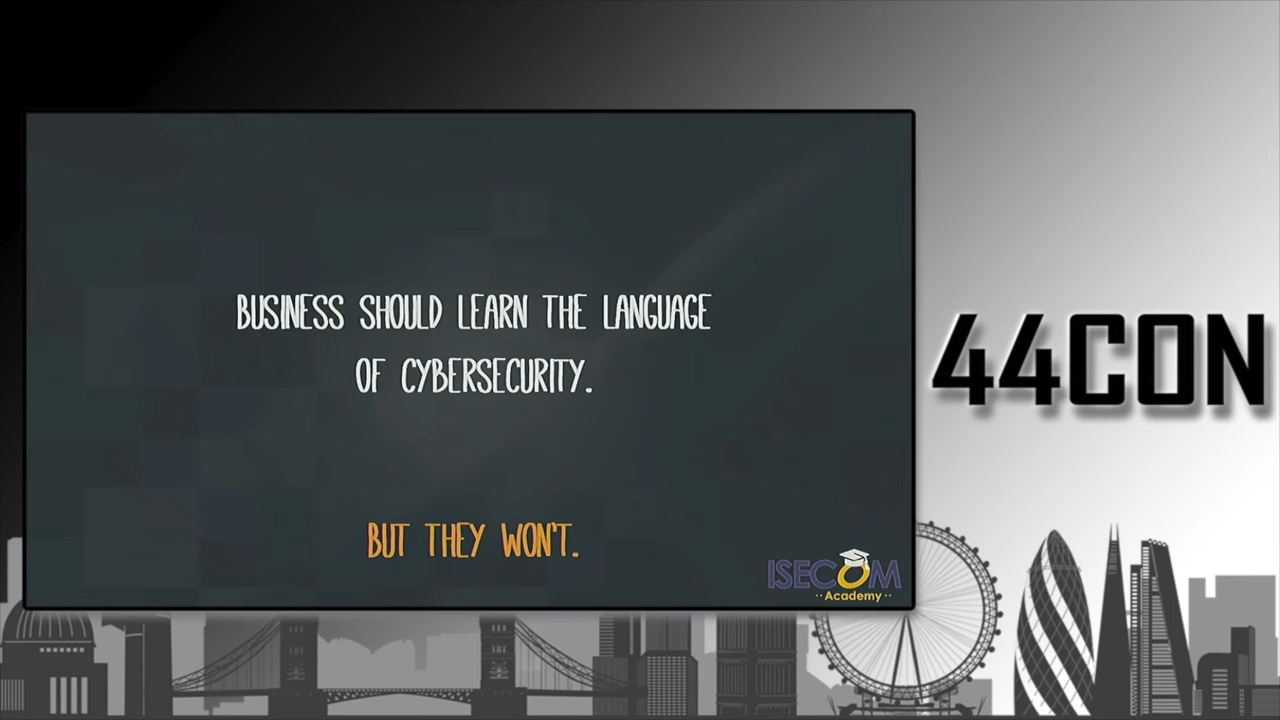 BUSINESS SHOULD LEARN THE LANGUAGE
OF CYBERSECURITY.
BUT THEY WON'T.
ISECOM
Academy
44CON